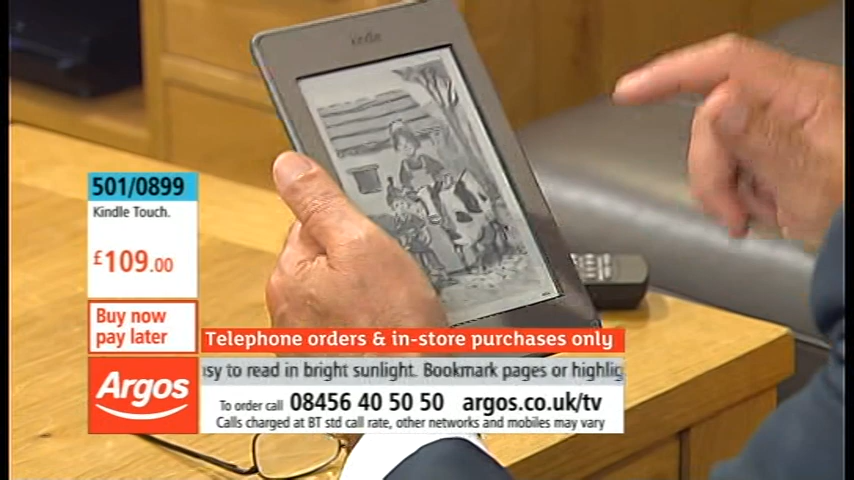 kindle
501/0899
Kindle Touch.
£109.00
Buy now
pay later
Telephone orders & in-store purchases only
Argos
sy to read in bright sunlight. Bookmark pages or highlig
To order call 08456 40 50 50 argos.co.uk/tv
Calls charged at BT std call rate, other networks and mobiles may vary